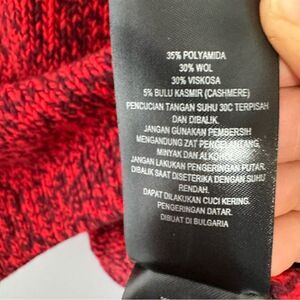 35% POLYAMIDA
30% WOL
30% VISKOSA
5% BULU KASMIR (CASHMERE)
PENCUCIAN TANGAN SUHU 30C TERPISAH
DAN DIBALIK.
JANGAN GUNAKAN PEMBERSIH
MENGANDUNG ZAT PENGELANTANG,
MINYAK DAN ALKOHOL.
JANGAN LAKUKAN PENGERINGAN PUTAR.
DIBALIK SAAT DISETERIKA DENGAN SUHU
RENDAH.
DAPAT DILAKUKAN CUCI KERING.
PENGERINGAN DATAR.
DIBUAT DI BULGARIA